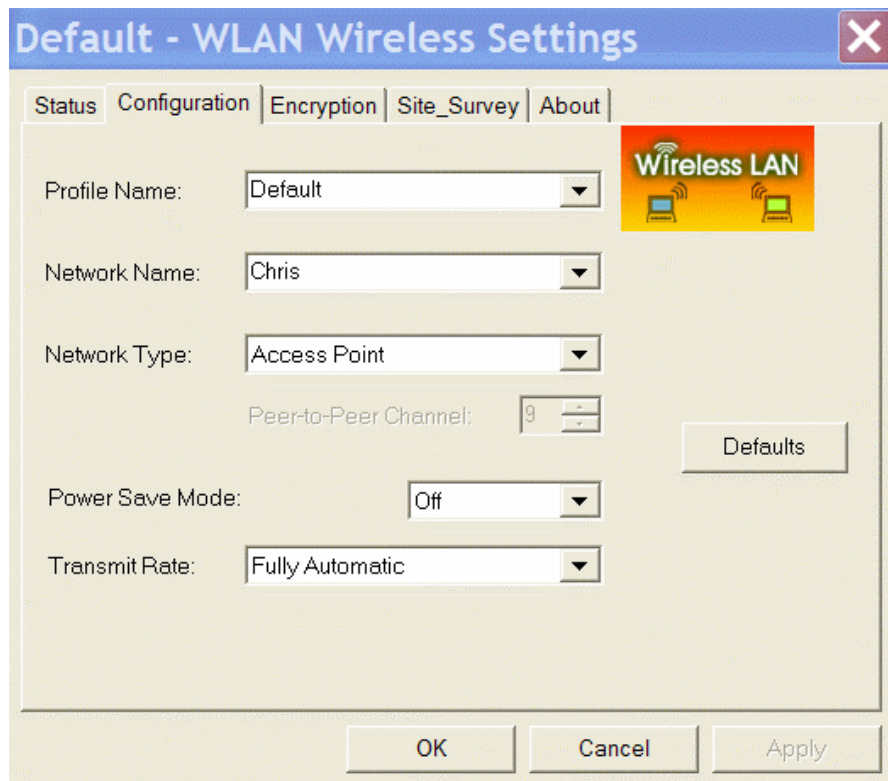 Default - WLAN Wireless Settings
Status Configuration Encryption Site_Survey About
Wireless LAN
Profile Name: Default
Network Name: Chris
Network Type: Access Point
Peer-to-Peer Channel: 9
Defaults
Power Save Mode: Off
Transmit Rate: Fully Automatic
OK Cancel Apply